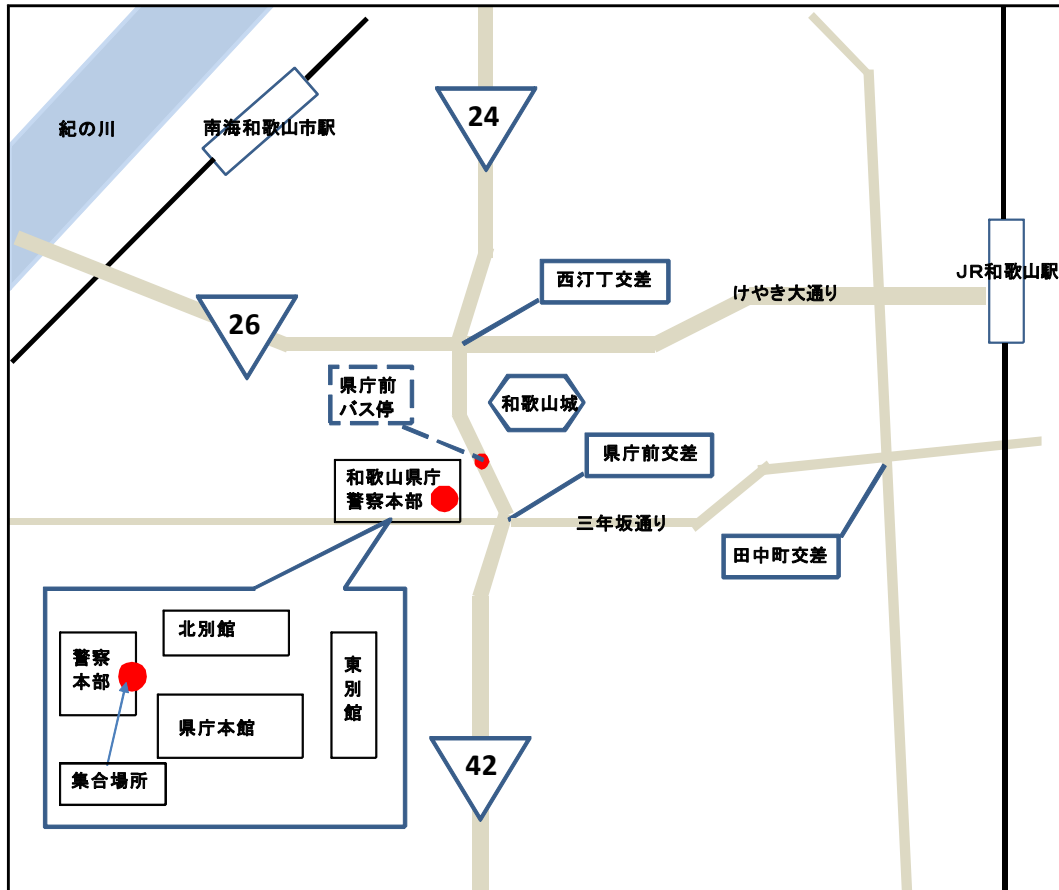 24
紀の川
南海和歌山市駅
西汀丁交差
JR和歌山駅
けやき大通り
26
県庁前
バス停
和歌山城
県庁前交差
和歌山県庁
警察本部
三年坂通り
田中町交差
北別館
警察
本部
東
別
館
県庁本館
集合場所
42